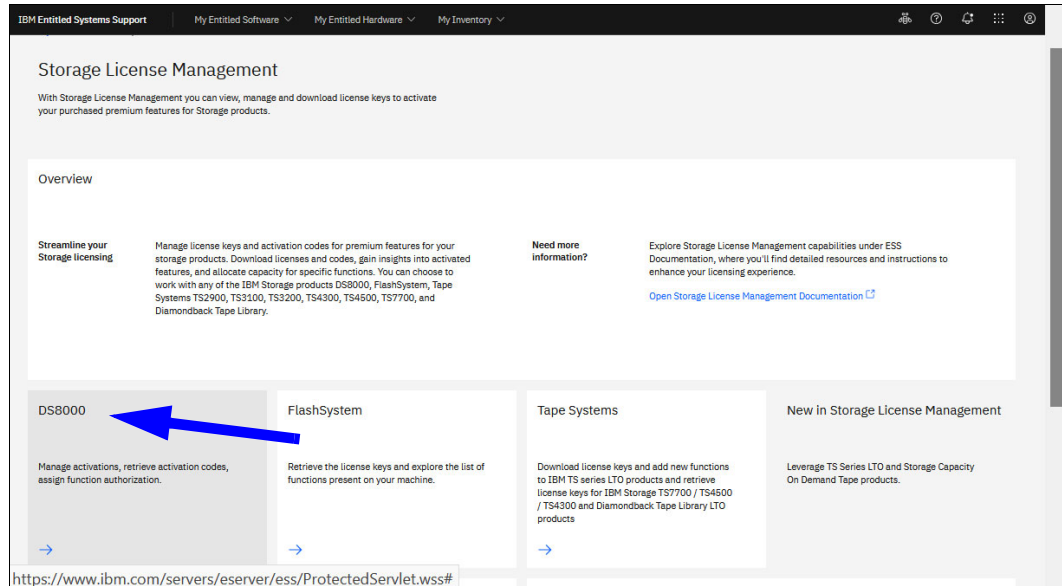 IBM Entitled Systems Support
My Entitled Software
My Entitled Hardware
My Inventory
Storage License Management
With Storage License Management you can view, manage and download license keys to activate
your purchased premium features for Storage products.
Overview
Streamline your
Storage licensing
Manage license keys and activation codes for premium features for your
storage products. Download licenses and codes, gain insights into activated
features, and allocate capacity for specific functions. You can choose to
work with any of the IBM Storage products DS8000, FlashSystem, Tape
Systems TS2900, TS3100, TS3200, TS4300, TS4500, TS7700, and
Diamondback Tape Library.
Need more
information?
Explore Storage License Management capabilities under ESS
Documentation, where you'll find detailed resources and instructions to
enhance your licensing experience.
Open Storage License Management Documentation
DS8000
Manage activations, retrieve activation codes,
assign function authorization.
FlashSystem
Retrieve the license keys and explore the list of
functions present on your machine.
Tape Systems
Download license keys and add new functions
to IBM TS series LTO products and retrieve
license keys for IBM Storage TS7700 / TS4500
/ TS4300 and Diamondback Tape Library LTO
products
New in Storage License Management
Leverage TS Series LTO and Storage Capacity
On Demand Tape products.
https://www.ibm.com/servers/eserver/ess/ProtectedServlet.wss#